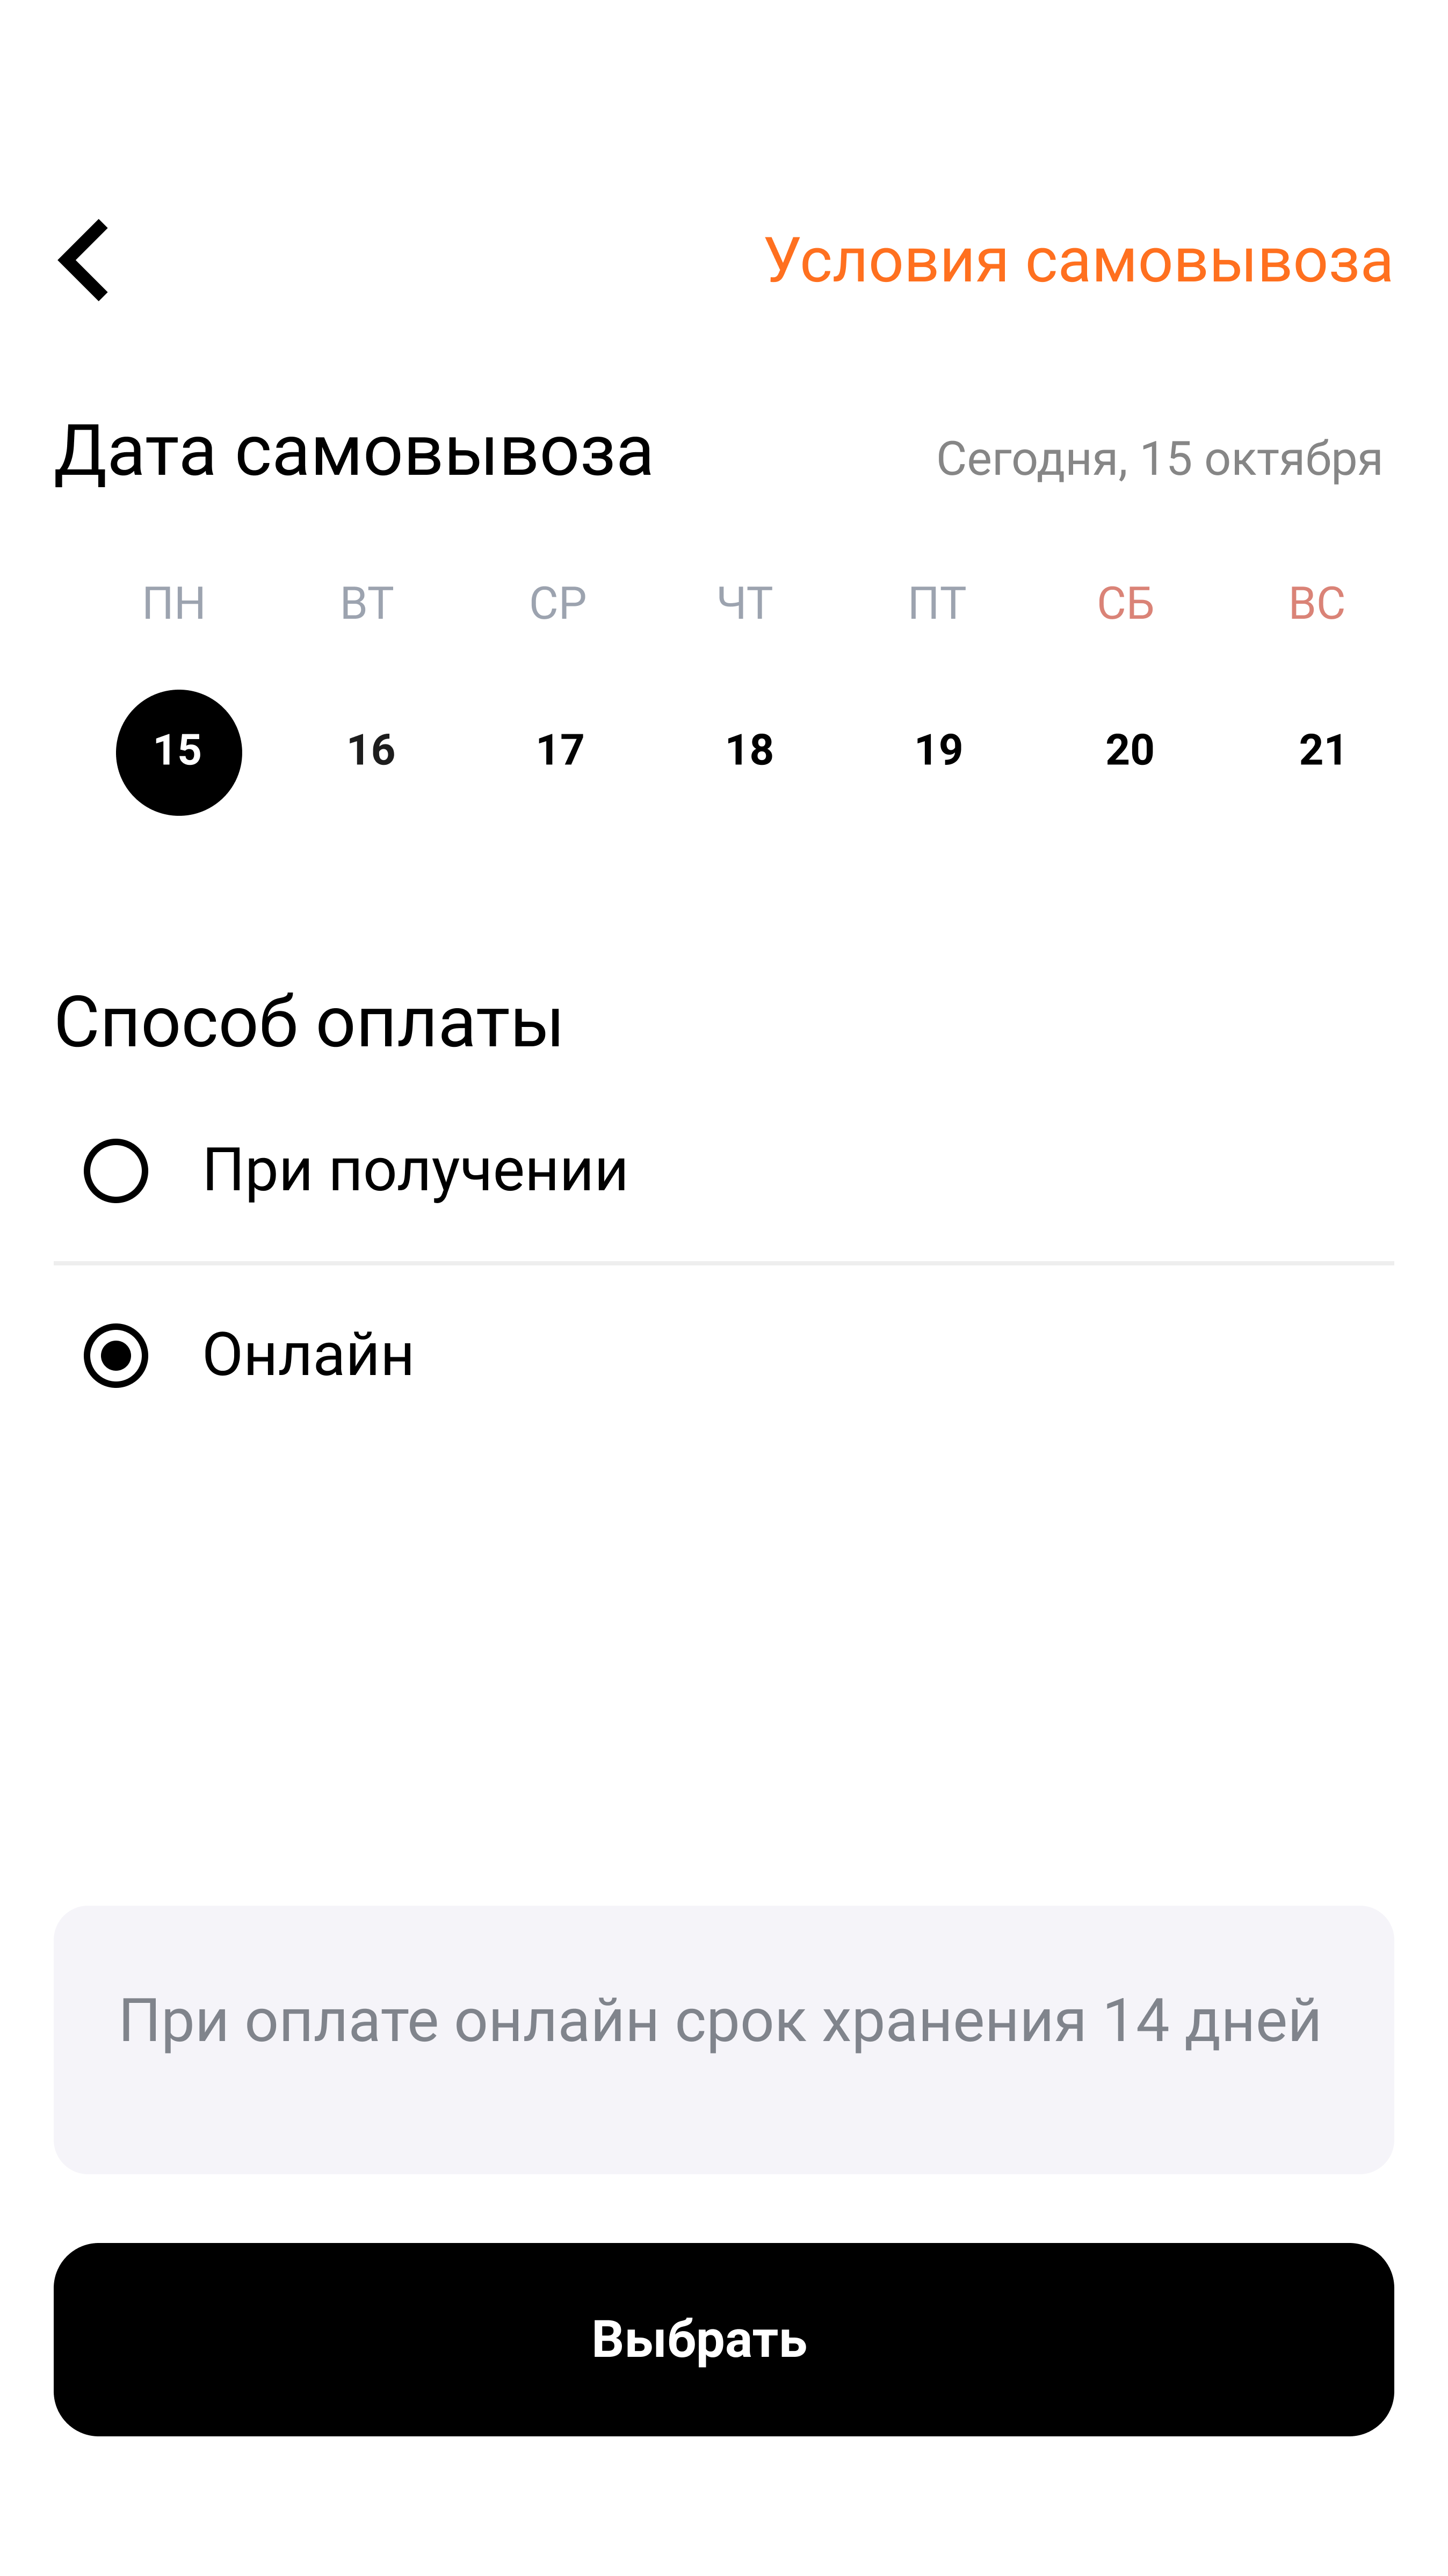 Условия самовывоза
Дата самовывоза Сегодня, 15 октября
ПН ВТ СР ЧТ ПТ СБ ВС
15 16 17 18 19 20 21
Способ оплаты
При получении
Онлайн
При оплате онлайн срок хранения 14 дней
Выбрать